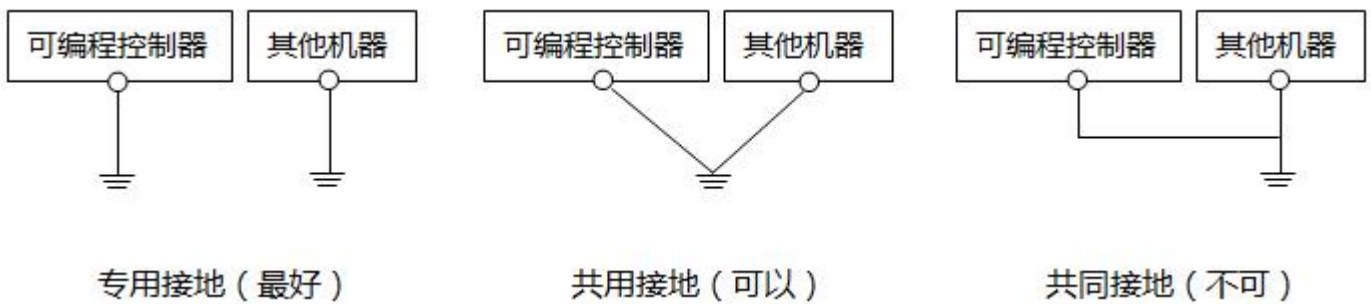 可编程控制器 其他机器 可编程控制器 其他机器 可编程控制器 其他机器
专用接地（最好） 共用接地（可以） 共同接地（不可）